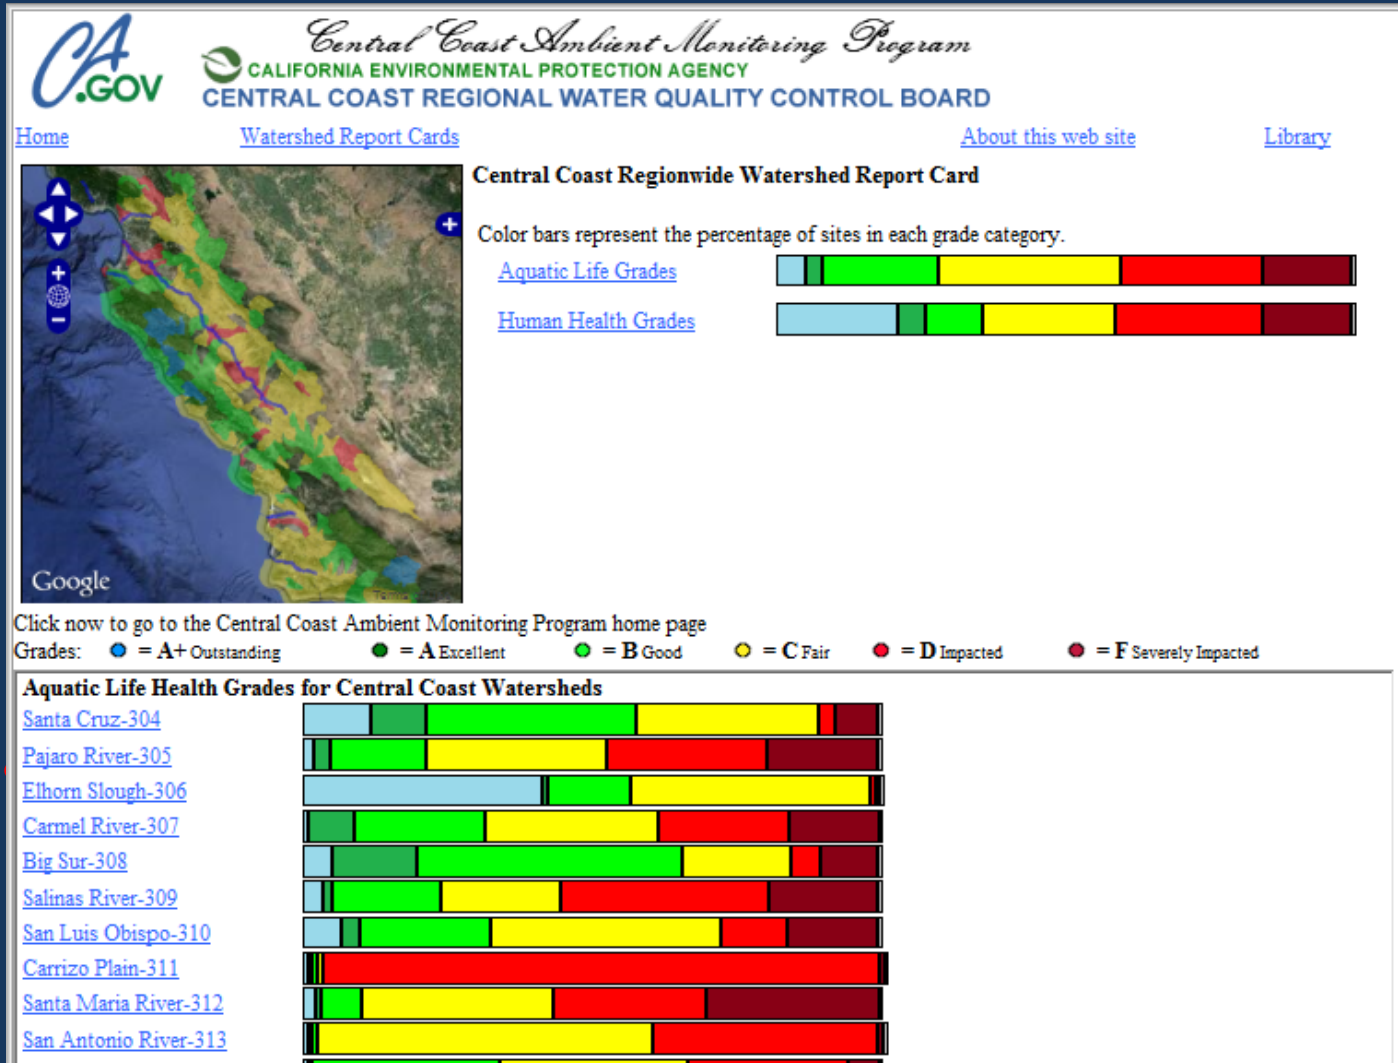 CA
.GOV
Central Coast Ambient Monitoring Program
CALIFORNIA ENVIRONMENTAL PROTECTION AGENCY
CENTRAL COAST REGIONAL WATER QUALITY CONTROL BOARD
Home Watershed Report Cards About this web site Library
Central Coast Regionwide Watershed Report Card
Color bars represent the percentage of sites in each grade category.
Aquatic Life Grades
Human Health Grades
Google
Click now to go to the Central Coast Ambient Monitoring Program home page
Grades: = A+ Outstanding = A Excellent = B Good = C Fair = D Impacted = F Severely Impacted
Aquatic Life Health Grades for Central Coast Watersheds
Santa Cruz-304
Pajaro River-305
Elhorn Slough-306
Carmel River-307
Big Sur-308
Salinas River-309
San Luis Obispo-310
Carrizo Plain-311
Santa Maria River-312
San Antonio River-313